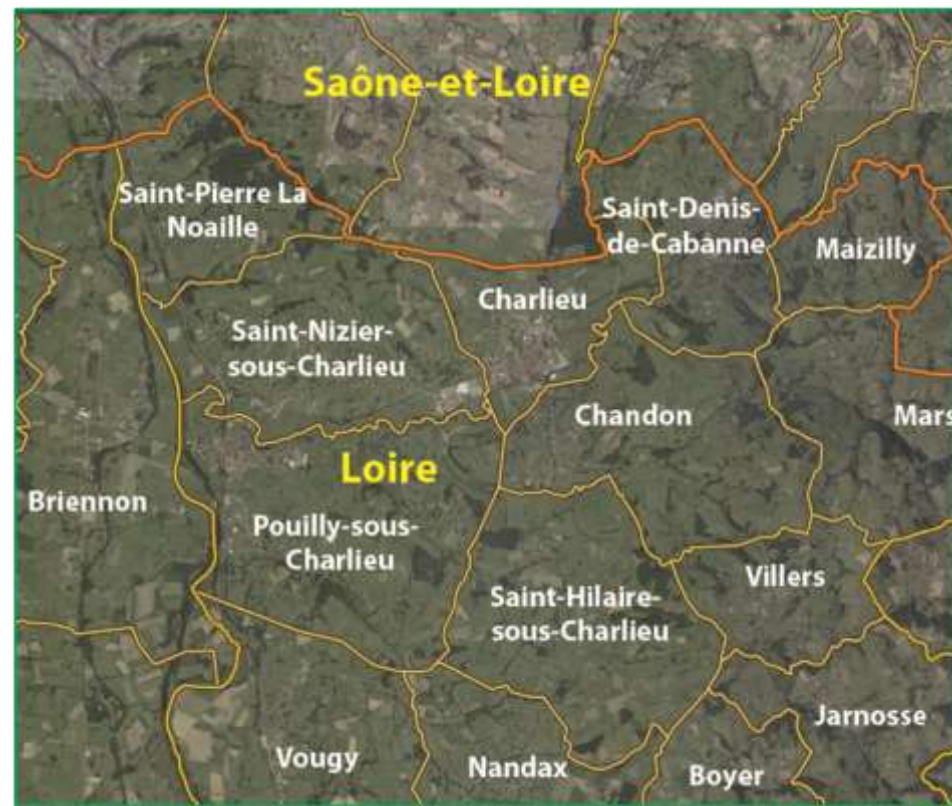 Saône-et-Loire
Saint-Pierre La
Noaille
Saint-Denis-
de-Cabanne
Maizilly
Charlieu
Saint-Nizier-
sous-Charlieu
Chandon
Mars
Loire
Briennon
Pouilly-sous-
Charlieu
Villers
Saint-Hilaire-
sous-Charlieu
Jarnosse
Vougy
Nandax
Boyer